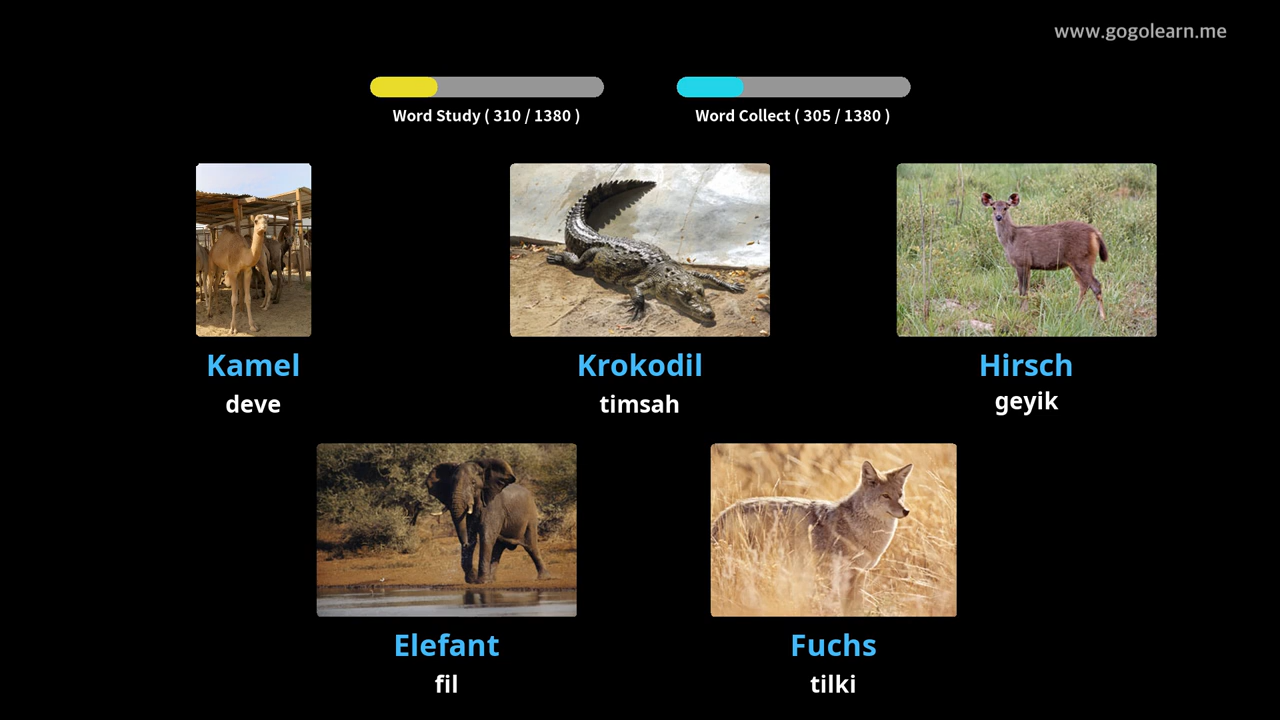 www.gogolearn.me
Word Study ( 310 / 1380 )
Word Collect ( 305 / 1380 )
Kamel
deve
Krokodil
timsah
Hirsch
geyik
Elefant
fil
Fuchs
tilki